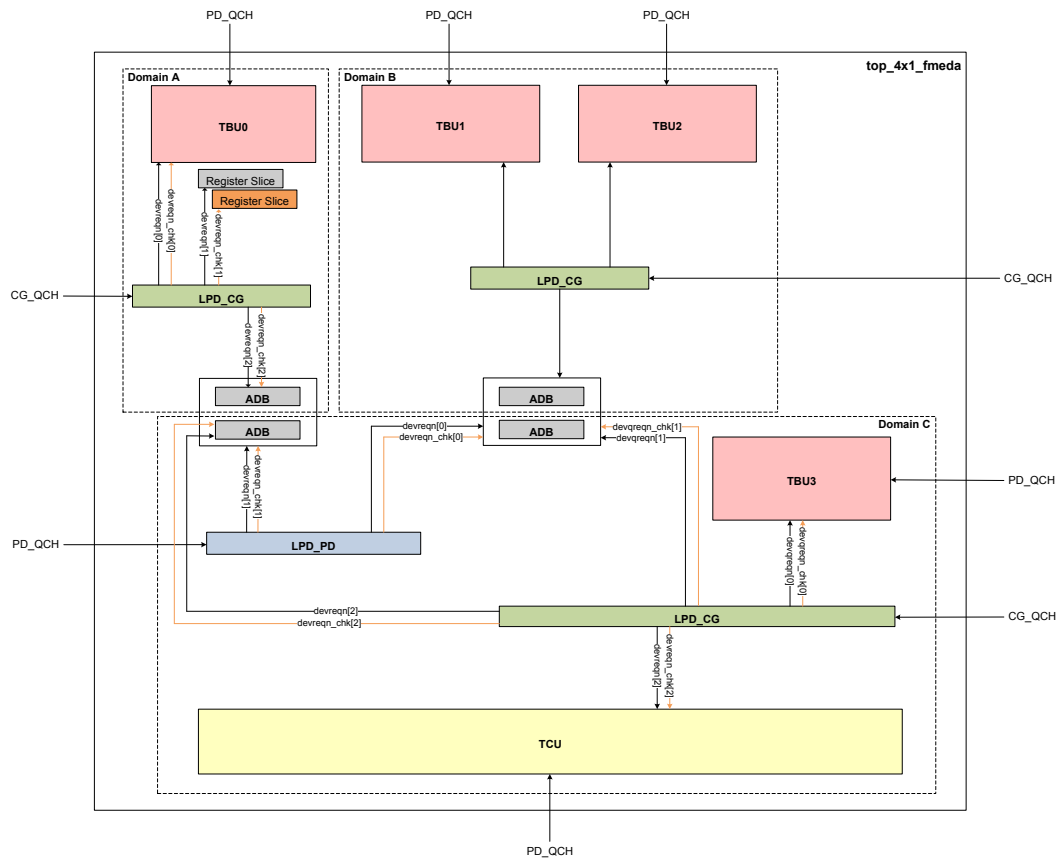 PD_QCH
PD_QCH
PD_QCH
top_4x1_fmeda
Domain A
Domain B
TBU0
TBU1
TBU2
Register Slice
Register Slice
devreqn[0]
devreqn_chk[0]
devreqn[1]
devreqn_chk[1]
CG_QCH
LPD_CG
LPD_CG
CG_QCH
devreqn[2]
devreqn_chk[2]
ADB
ADB
ADB
ADB
Domain C
devreqn[0]
devreqn_chk[0]
devqreqn_chk[1]
devqreqn[1]
devreqn[1]
devreqn_chk[1]
TBU3
PD_QCH
PD_QCH
LPD_PD
devqreqn[0]
devreqn_chk[0]
devreqn[2]
devreqn_chk[2]
LPD_CG
CG_QCH
devreqn[2]
devreqn_chk[2]
TCU
PD_QCH